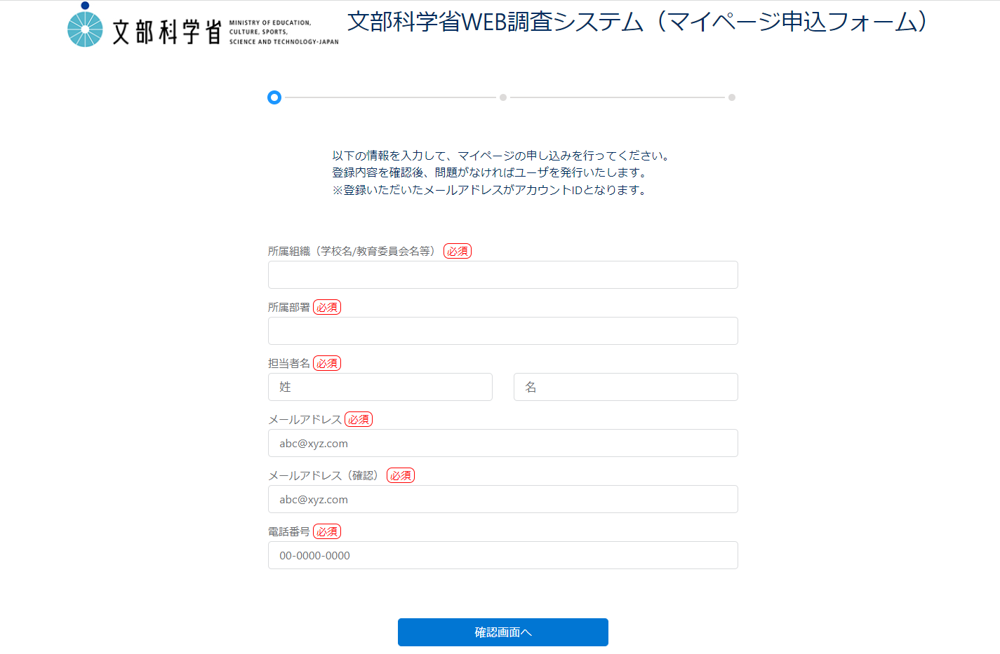 文部科学省
MINISTRY OF EDUCATION,
CULTURE, SPORTS,
SCIENCE AND TECHNOLOGY-JAPAN
文部科学省WEB調査システム（マイページ申込フォーム）
以下の情報を入力して、マイページの申し込みを行ってください。
登録内容を確認後、問題がなければユーザを発行いたします。
※登録いただいたメールアドレスがアカウントIDとなります。
所属組織（学校名/教育委員会名等） 必須
所属部署 必須
担当者名 必須
姓 名
メールアドレス 必須
abc@xyz.com
メールアドレス（確認） 必須
abc@xyz.com
電話番号 必須
00-0000-0000
確認画面へ